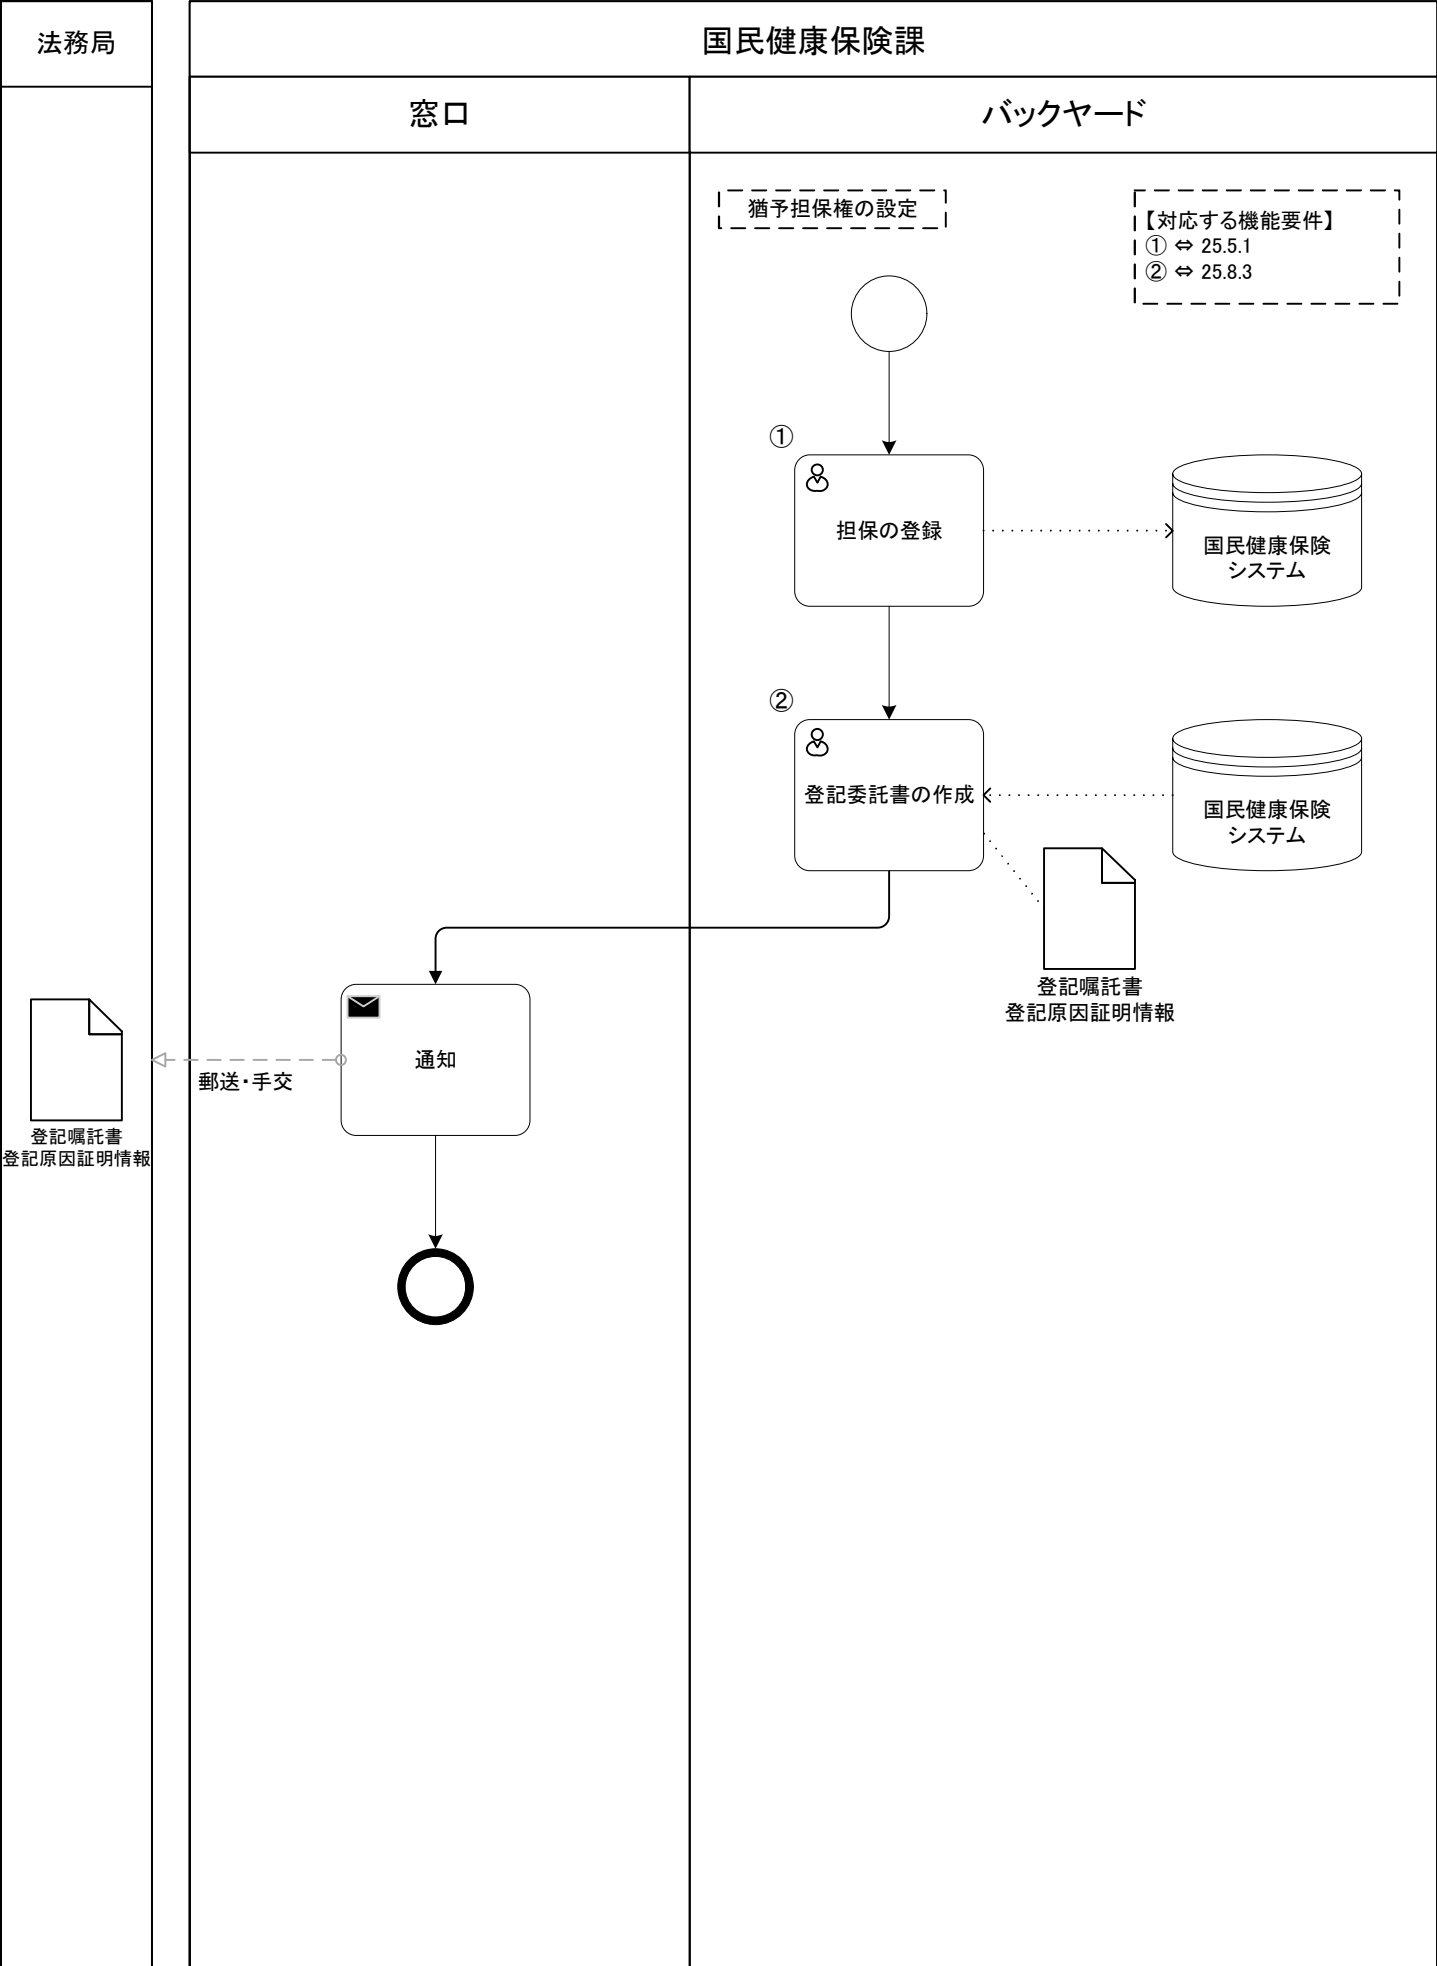 法務局
国民健康保険課
窓口
バックヤード
猶予担保権の設定
【対応する機能要件】
① ⇔ 25.5.1
② ⇔ 25.8.3
①
担保の登録
国民健康保険
システム
②
登記委託書の作成
国民健康保険
システム
登記嘱託書
登記原因証明情報
通知
郵送・手交
登記嘱託書
登記原因証明情報